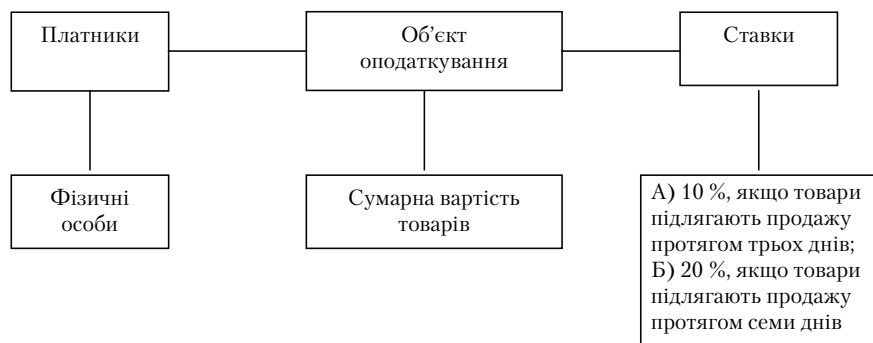 Платники
Об’єкт
оподаткування
Ставки
Фізичні
особи
Сумарна вартість
товарів
А) 10 %, якщо товари
підлягають продажу
протягом трьох днів;
Б) 20 %, якщо товари
підлягають продажу
протягом семи днів